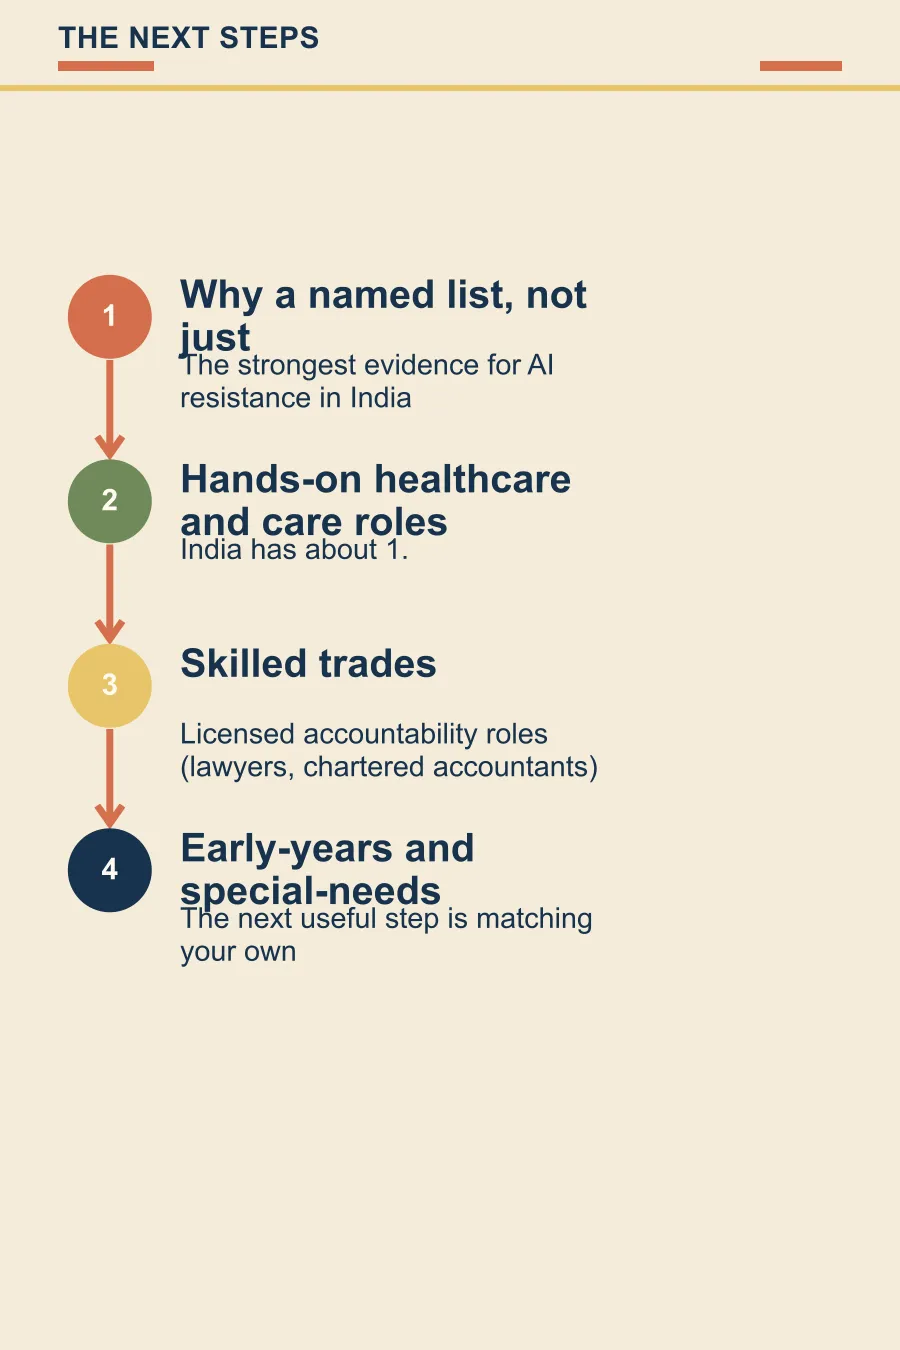 THE NEXT STEPS
1
Why a named list, not
just
The strongest evidence for AI
resistance in India
2
Hands-on healthcare
and care roles
India has about 1.
3
Skilled trades
Licensed accountability roles
(lawyers, chartered accountants)
4
Early-years and
special-needs
The next useful step is matching
your own